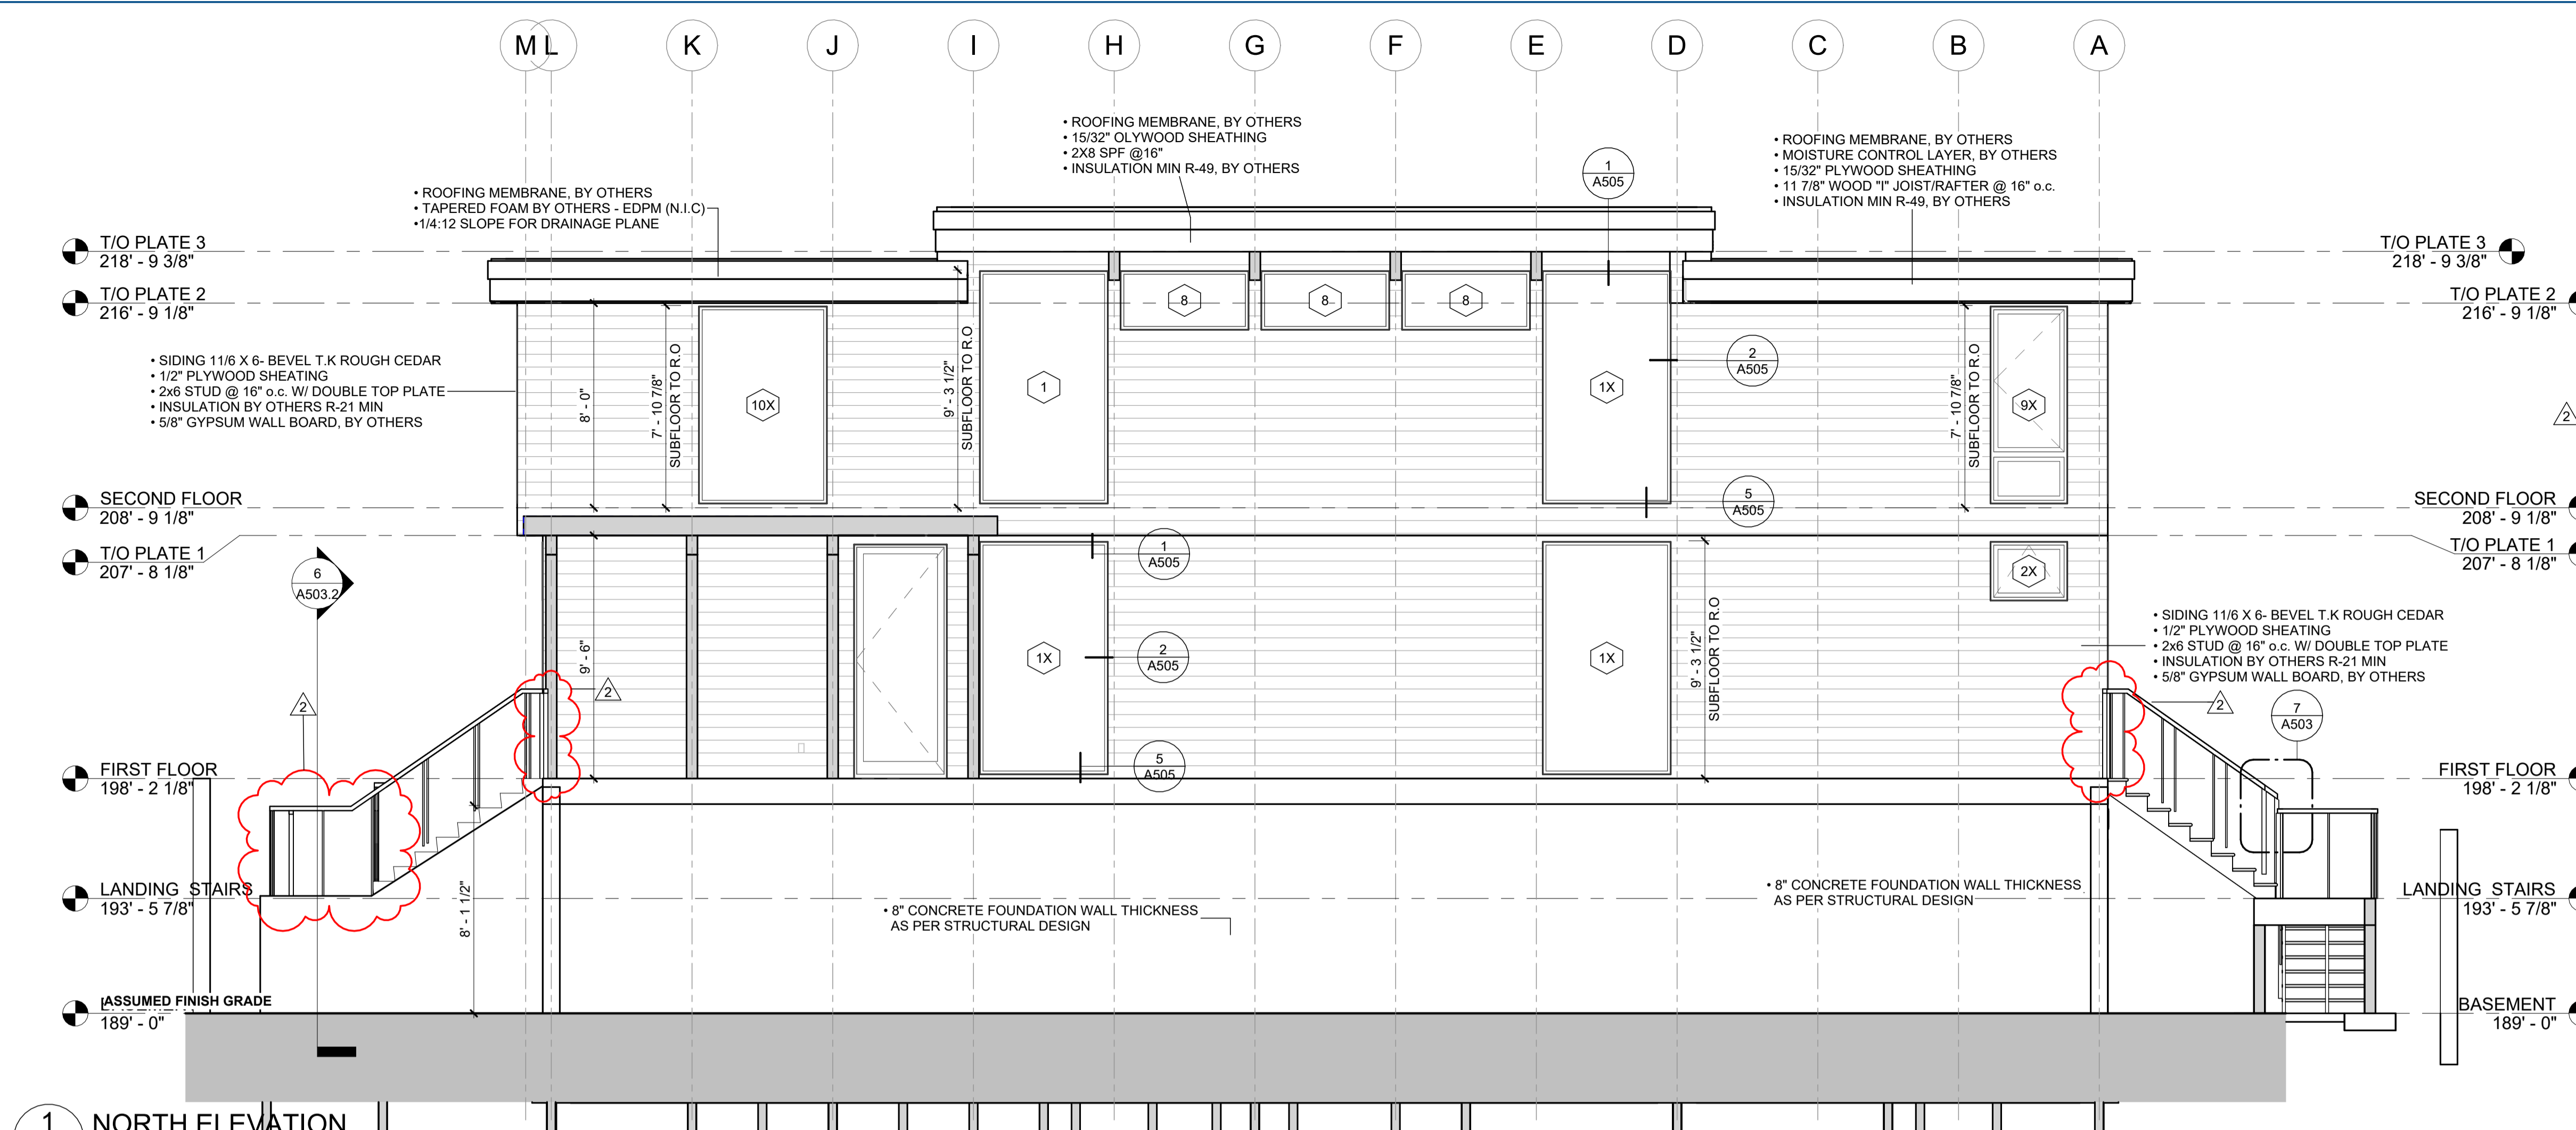 M L K J I H G F E D C B A
• ROOFING MEMBRANE, BY OTHERS
• 15/32" OLYWOOD SHEATHING
• 2X8 SPF @16"
• INSULATION MIN R-49, BY OTHERS
• ROOFING MEMBRANE, BY OTHERS
• MOISTURE CONTROL LAYER, BY OTHERS
• 15/32" PLYWOOD SHEATHING
• 11 7/8" WOOD "I" JOIST/RAFTER @ 16" o.c.
• INSULATION MIN R-49, BY OTHERS
1
A505
• ROOFING MEMBRANE, BY OTHERS
• TAPERED FOAM BY OTHERS - EDPM (N.I.C)
•1/4:12 SLOPE FOR DRAINAGE PLANE
T/O PLATE 3
218' - 9 3/8"
T/O PLATE 3
218' - 9 3/8"
T/O PLATE 2
216' - 9 1/8"
T/O PLATE 2
216' - 9 1/8"
8
8
8
• SIDING 11/6 X 6- BEVEL T.K ROUGH CEDAR
• 1/2" PLYWOOD SHEATING
• 2x6 STUD @ 16" o.c. W/ DOUBLE TOP PLATE
• INSULATION BY OTHERS R-21 MIN
• 5/8" GYPSUM WALL BOARD, BY OTHERS
8' - 0"
7' - 10 7/8"
SUBFLOOR TO R.O
10X
9' - 3 1/2"
SUBFLOOR TO R.O
1
1X
2
A505
7' - 10 7/8"
SUBFLOOR TO R.O
9X
2
SECOND FLOOR
208' - 9 1/8"
5
A505
SECOND FLOOR
208' - 9 1/8"
T/O PLATE 1
207' - 8 1/8"
1
A505
T/O PLATE 1
207' - 8 1/8"
6
A503.2
2X
9' - 6"
1X
2
A505
1X
9' - 3 1/2"
SUBFLOOR TO R.O
• SIDING 11/6 X 6- BEVEL T.K ROUGH CEDAR
• 1/2" PLYWOOD SHEATING
• 2x6 STUD @ 16" o.c. W/ DOUBLE TOP PLATE
• INSULATION BY OTHERS R-21 MIN
• 5/8" GYPSUM WALL BOARD, BY OTHERS
2
2
2
7
A503
FIRST FLOOR
198' - 2 1/8"
5
A505
FIRST FLOOR
198' - 2 1/8"
LANDING STAIRS
193' - 5 7/8"
8' - 1 1/2"
• 8" CONCRETE FOUNDATION WALL THICKNESS
AS PER STRUCTURAL DESIGN
• 8" CONCRETE FOUNDATION WALL THICKNESS
AS PER STRUCTURAL DESIGN
LANDING STAIRS
193' - 5 7/8"
ASSUMED FINISH GRADE
189' - 0"
BASEMENT
189' - 0"
1
NORTH ELEVATION